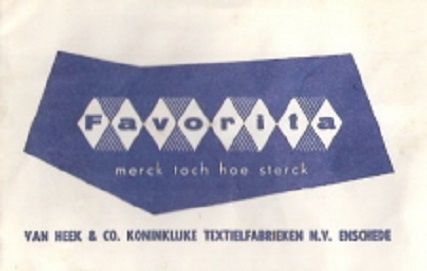 Favorita
merck toch hoe sterck
VAN HEEK & CO. KONINKLIJKE TEXTIELFABRIEKEN N.V. ENSCHEDE